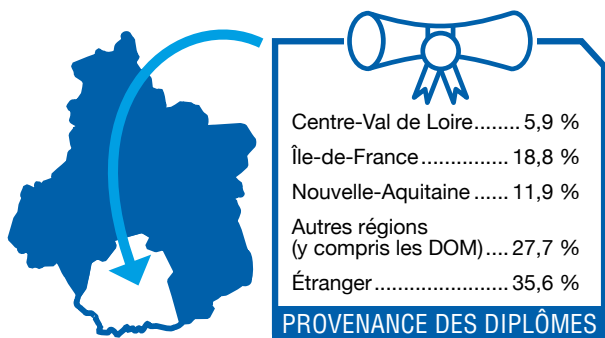 Centre-Val de Loire........ 5,9 %
Île-de-France............... 18,8 %
Nouvelle-Aquitaine...... 11,9 %
Autres régions
(y compris les DOM).... 27,7 %
Étranger....................... 35,6 %
PROVENANCE DES DIPLÔMES